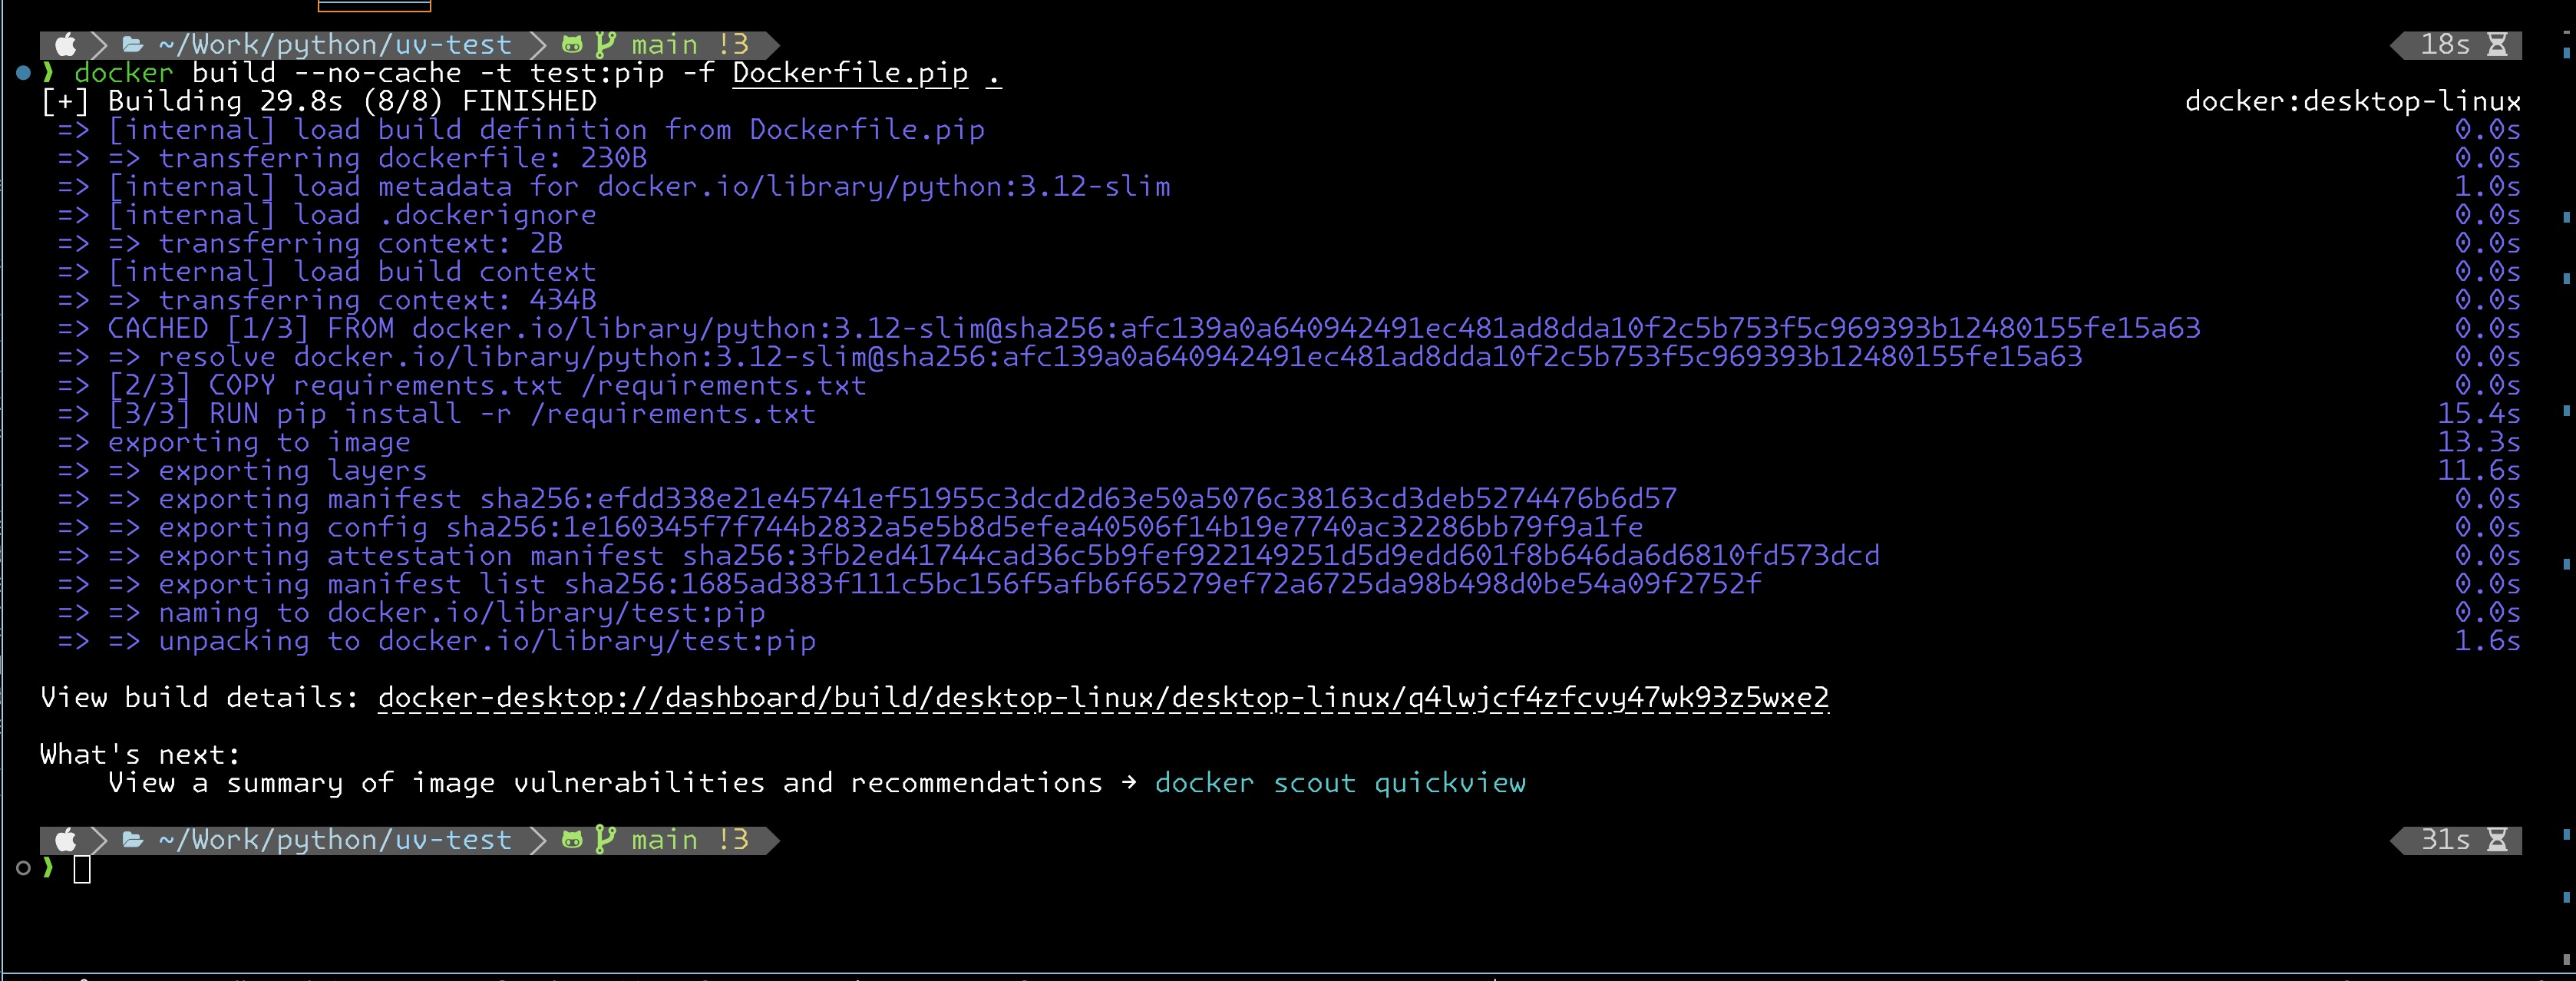 ~/Work/python/uv-test main !3 18s
❯ docker build --no-cache -t test:pip -f Dockerfile.pip .
[+] Building 29.8s (8/8) FINISHED docker:desktop-linux
=> [internal] load build definition from Dockerfile.pip 0.0s
=> => transferring dockerfile: 230B 0.0s
=> [internal] load metadata for docker.io/library/python:3.12-slim 1.0s
=> [internal] load .dockerignore 0.0s
=> => transferring context: 2B 0.0s
=> [internal] load build context 0.0s
=> => transferring context: 434B 0.0s
=> CACHED [1/3] FROM docker.io/library/python:3.12-slim@sha256:afc139a0a640942491ec481ad8dda10f2c5b753f5c969393b12480155fe15a63 0.0s
=> => resolve docker.io/library/python:3.12-slim@sha256:afc139a0a640942491ec481ad8dda10f2c5b753f5c969393b12480155fe15a63 0.0s
=> [2/3] COPY requirements.txt /requirements.txt 0.0s
=> [3/3] RUN pip install -r /requirements.txt 15.4s
=> exporting to image 13.3s
=> => exporting layers 11.6s
=> => exporting manifest sha256:efdd338e21e45741ef51955c3dcd2d63e50a5076c38163cd3deb5274476b6d57 0.0s
=> => exporting config sha256:1e160345f7f744b2832a5e5b8d5efea40506f14b19e7740ac32286bb79f9a1fe 0.0s
=> => exporting attestation manifest sha256:3fb2ed41744cad36c5b9fef922149251d5d9edd601f8b646da6d6810fd573dcd 0.0s
=> => exporting manifest list sha256:1685ad383f111c5bc156f5afb6f65279ef72a6725da98b498d0be54a09f2752f 0.0s
=> => naming to docker.io/library/test:pip 0.0s
=> => unpacking to docker.io/library/test:pip 1.6s
View build details: docker-desktop://dashboard/build/desktop-linux/desktop-linux/q4lwjcf4zfcvy47wk93z5wxe2
What's next:
View a summary of image vulnerabilities and recommendations → docker scout quickview
~/Work/python/uv-test main !3 31s
❯